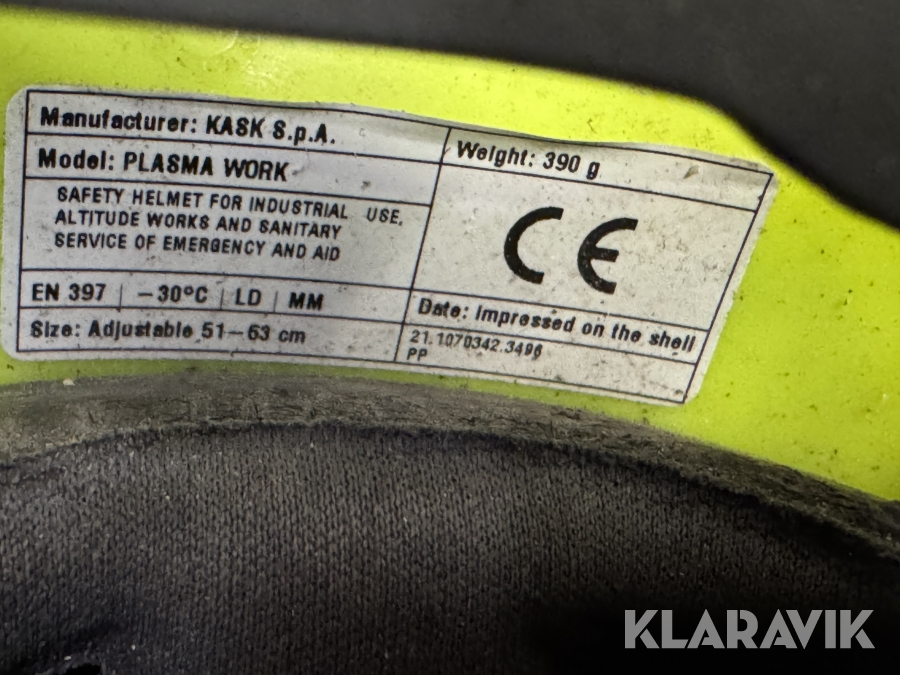 Manufacturer: KASK S.p.A.
Model: PLASMA WORK
SAFETY HELMET FOR INDUSTRIAL USE,
ALTITUDE WORKS AND SANITARY
SERVICE OF EMERGENCY AND AID
EN 397 | -30°C | LD | MM
Size: Adjustable 51-63 cm
Weight: 390 g
CE
Date: Impressed on the shell
21.1070342.3496
PP
KLARAVIK